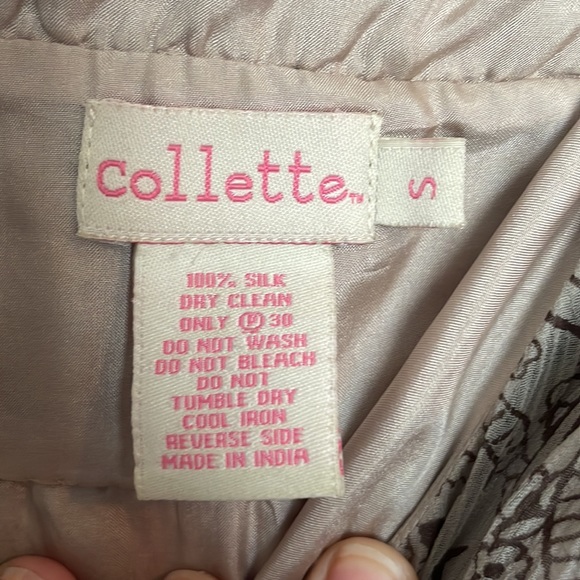 collette™
S
100% SILK
DRY CLEAN
ONLY Ⓟ 30
DO NOT WASH
DO NOT BLEACH
DO NOT
TUMBLE DRY
COOL IRON
REVERSE SIDE
MADE IN INDIA